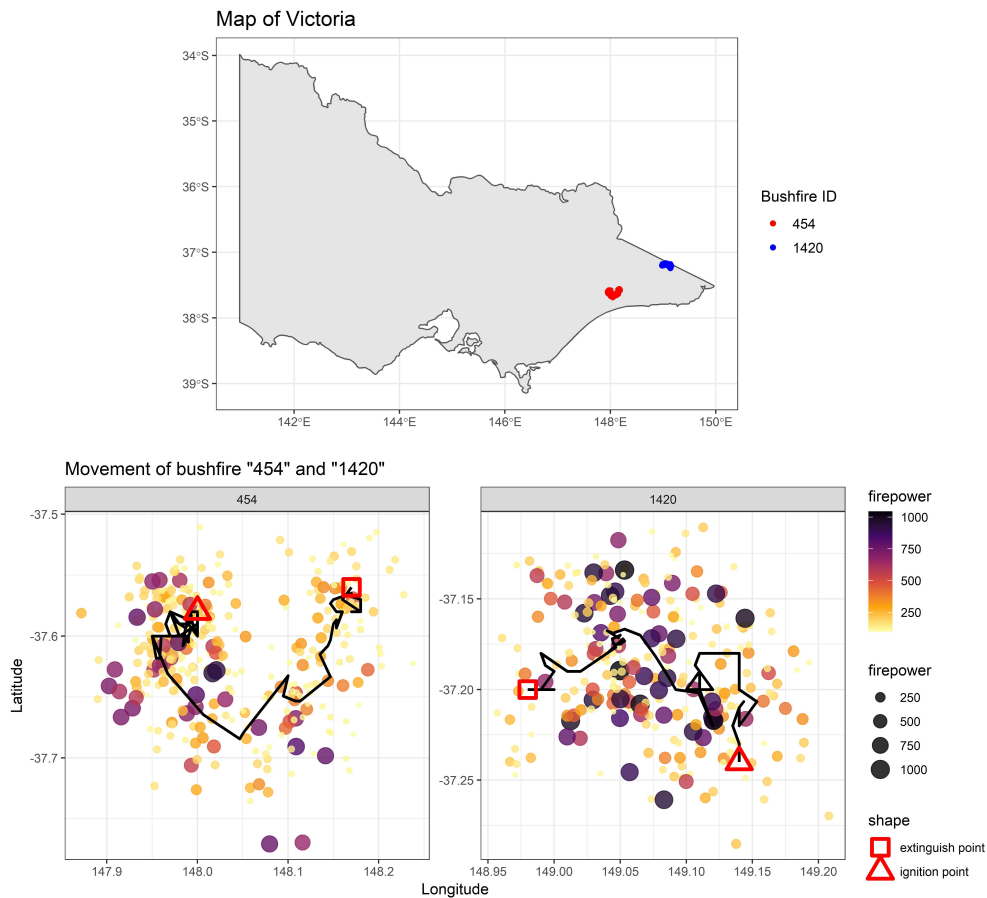 Map of Victoria
34°S
35°S
36°S
37°S
38°S
39°S
142°E
144°E
146°E
148°E
150°E
Bushfire ID
454
1420
Movement of bushfire "454" and "1420"
454
1420
-37.5
-37.6
-37.7
147.9
148.0
148.1
148.2
-37.15
-37.20
-37.25
148.95
149.00
149.05
149.10
149.15
149.20
Latitude
Longitude
firepower
1000
750
500
250
firepower
250
500
750
1000
shape
extinguish point
ignition point